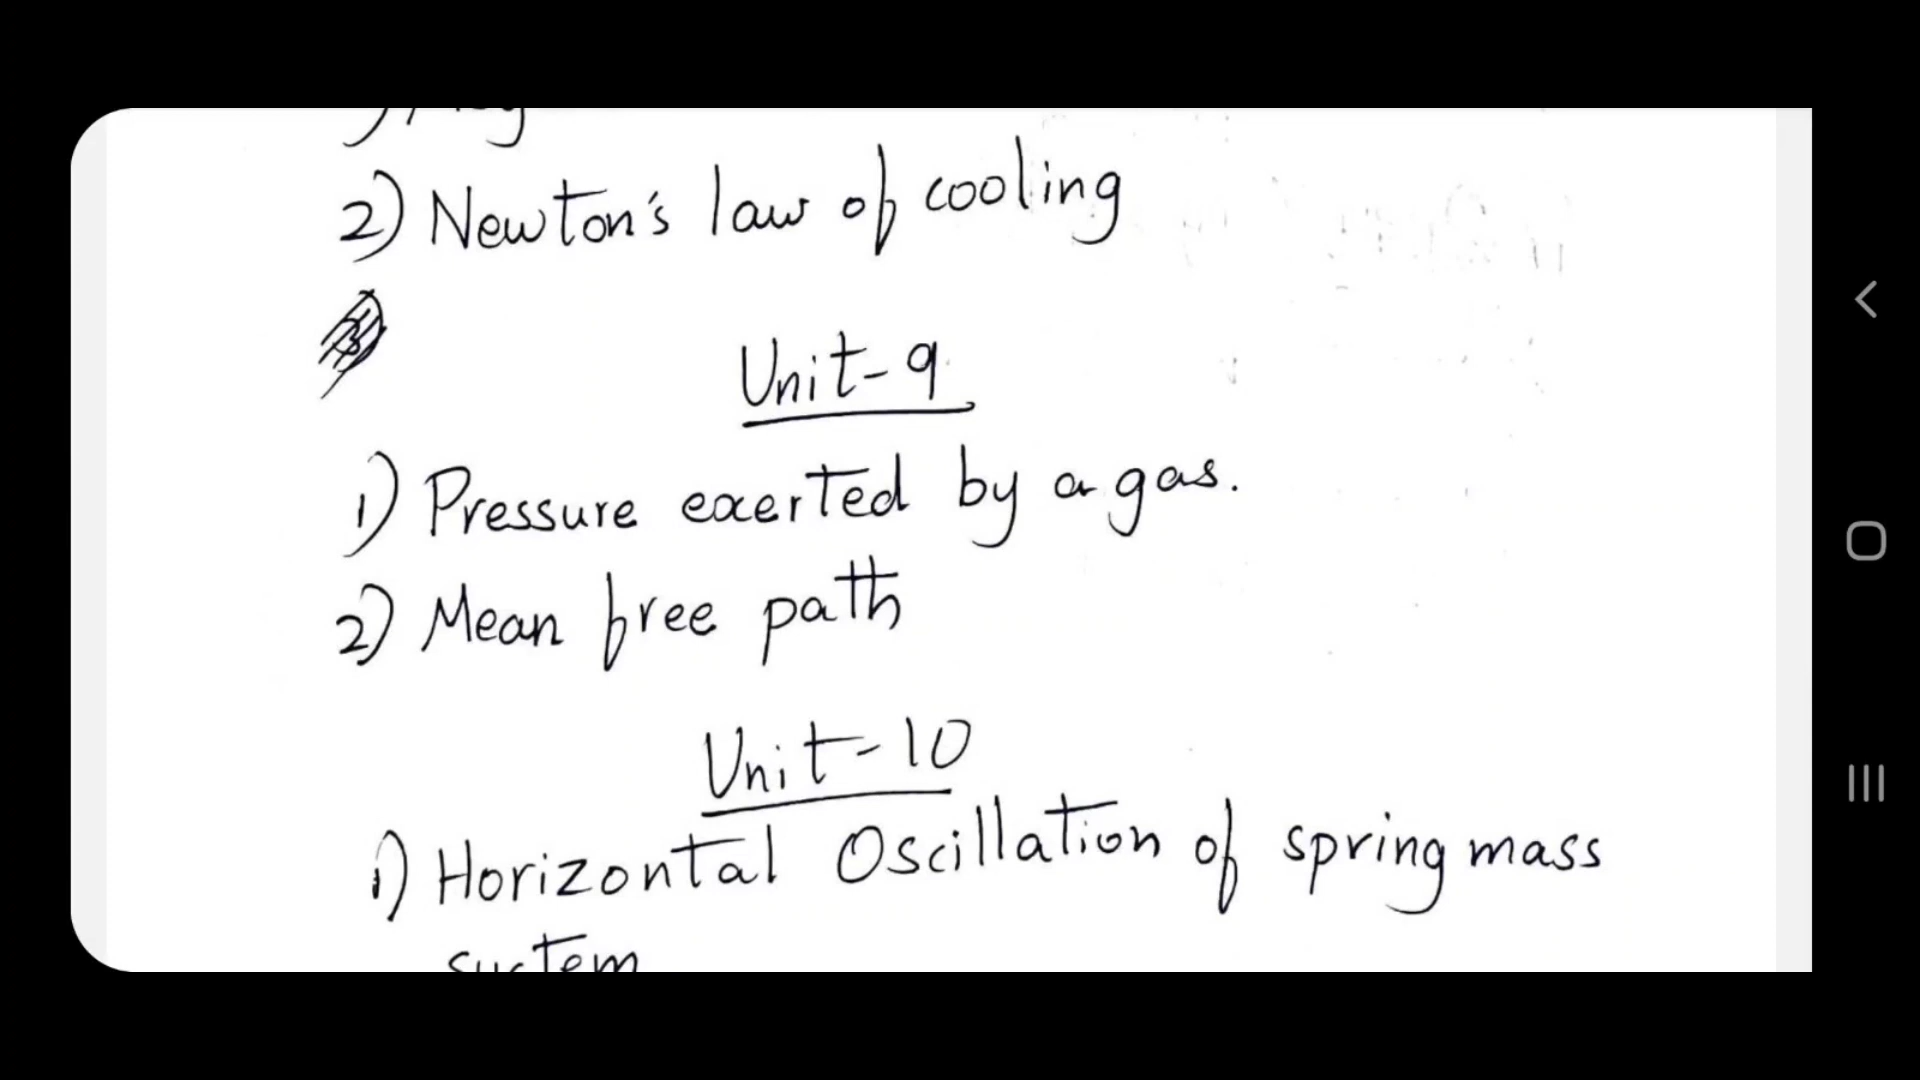 2) Newton's law of cooling
Unit-9
1) Pressure exerted by a gas.
2) Mean free path
Unit-10
1) Horizontal Oscillation of spring mass
system